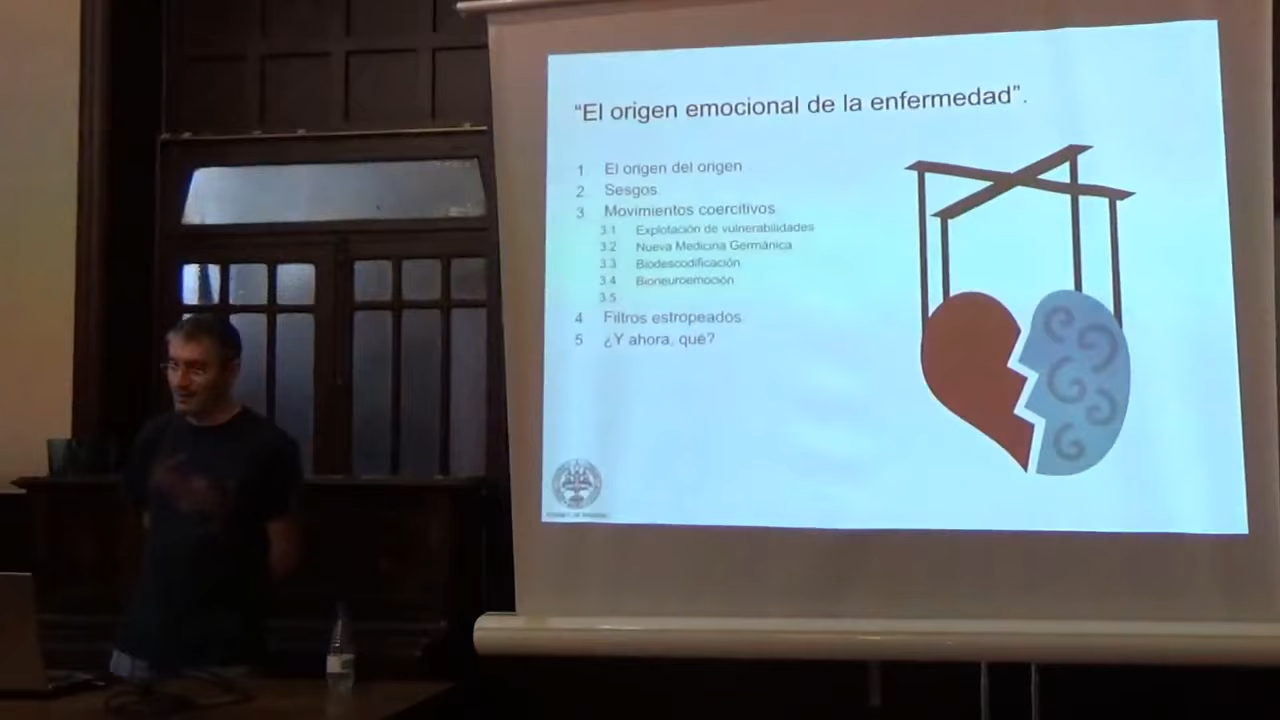 “El origen emocional de la enfermedad”.
1 El origen del origen
2 Sesgos
3 Movimientos coercitivos
3.1 Explotación de vulnerabilidades
3.2 Nueva Medicina Germánica
3.3 Biodescodificación
3.4 Bioneuroemoción
3.5
4 Filtros estropeados
5 ¿Y ahora, qué?